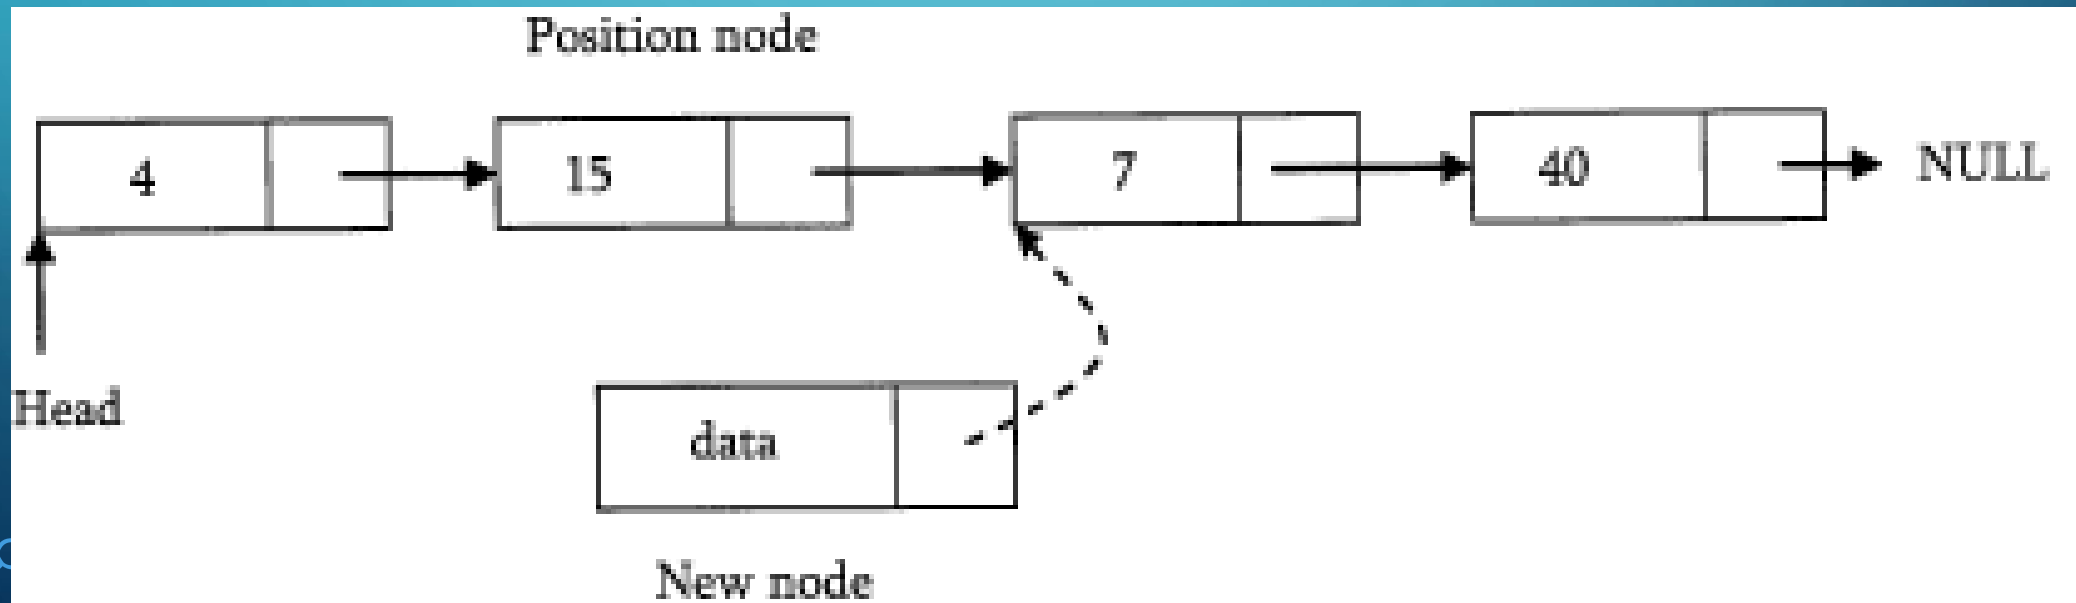 Position node
4 15 7 40 NULL
Head
data
New node